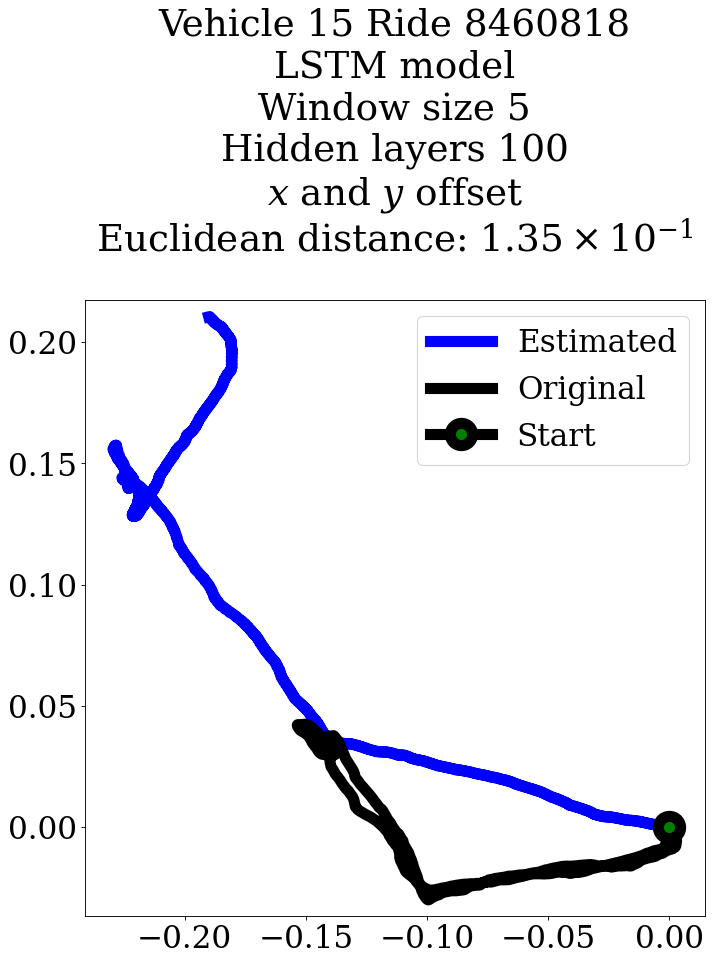 Vehicle 15 Ride 8460818
LSTM model
Window size 5
Hidden layers 100
x and y offset
Euclidean distance: 1.35 × 10⁻¹
Estimated
Original
Start
0.20
0.15
0.10
0.05
0.00
−0.20 −0.15 −0.10 −0.05 0.00